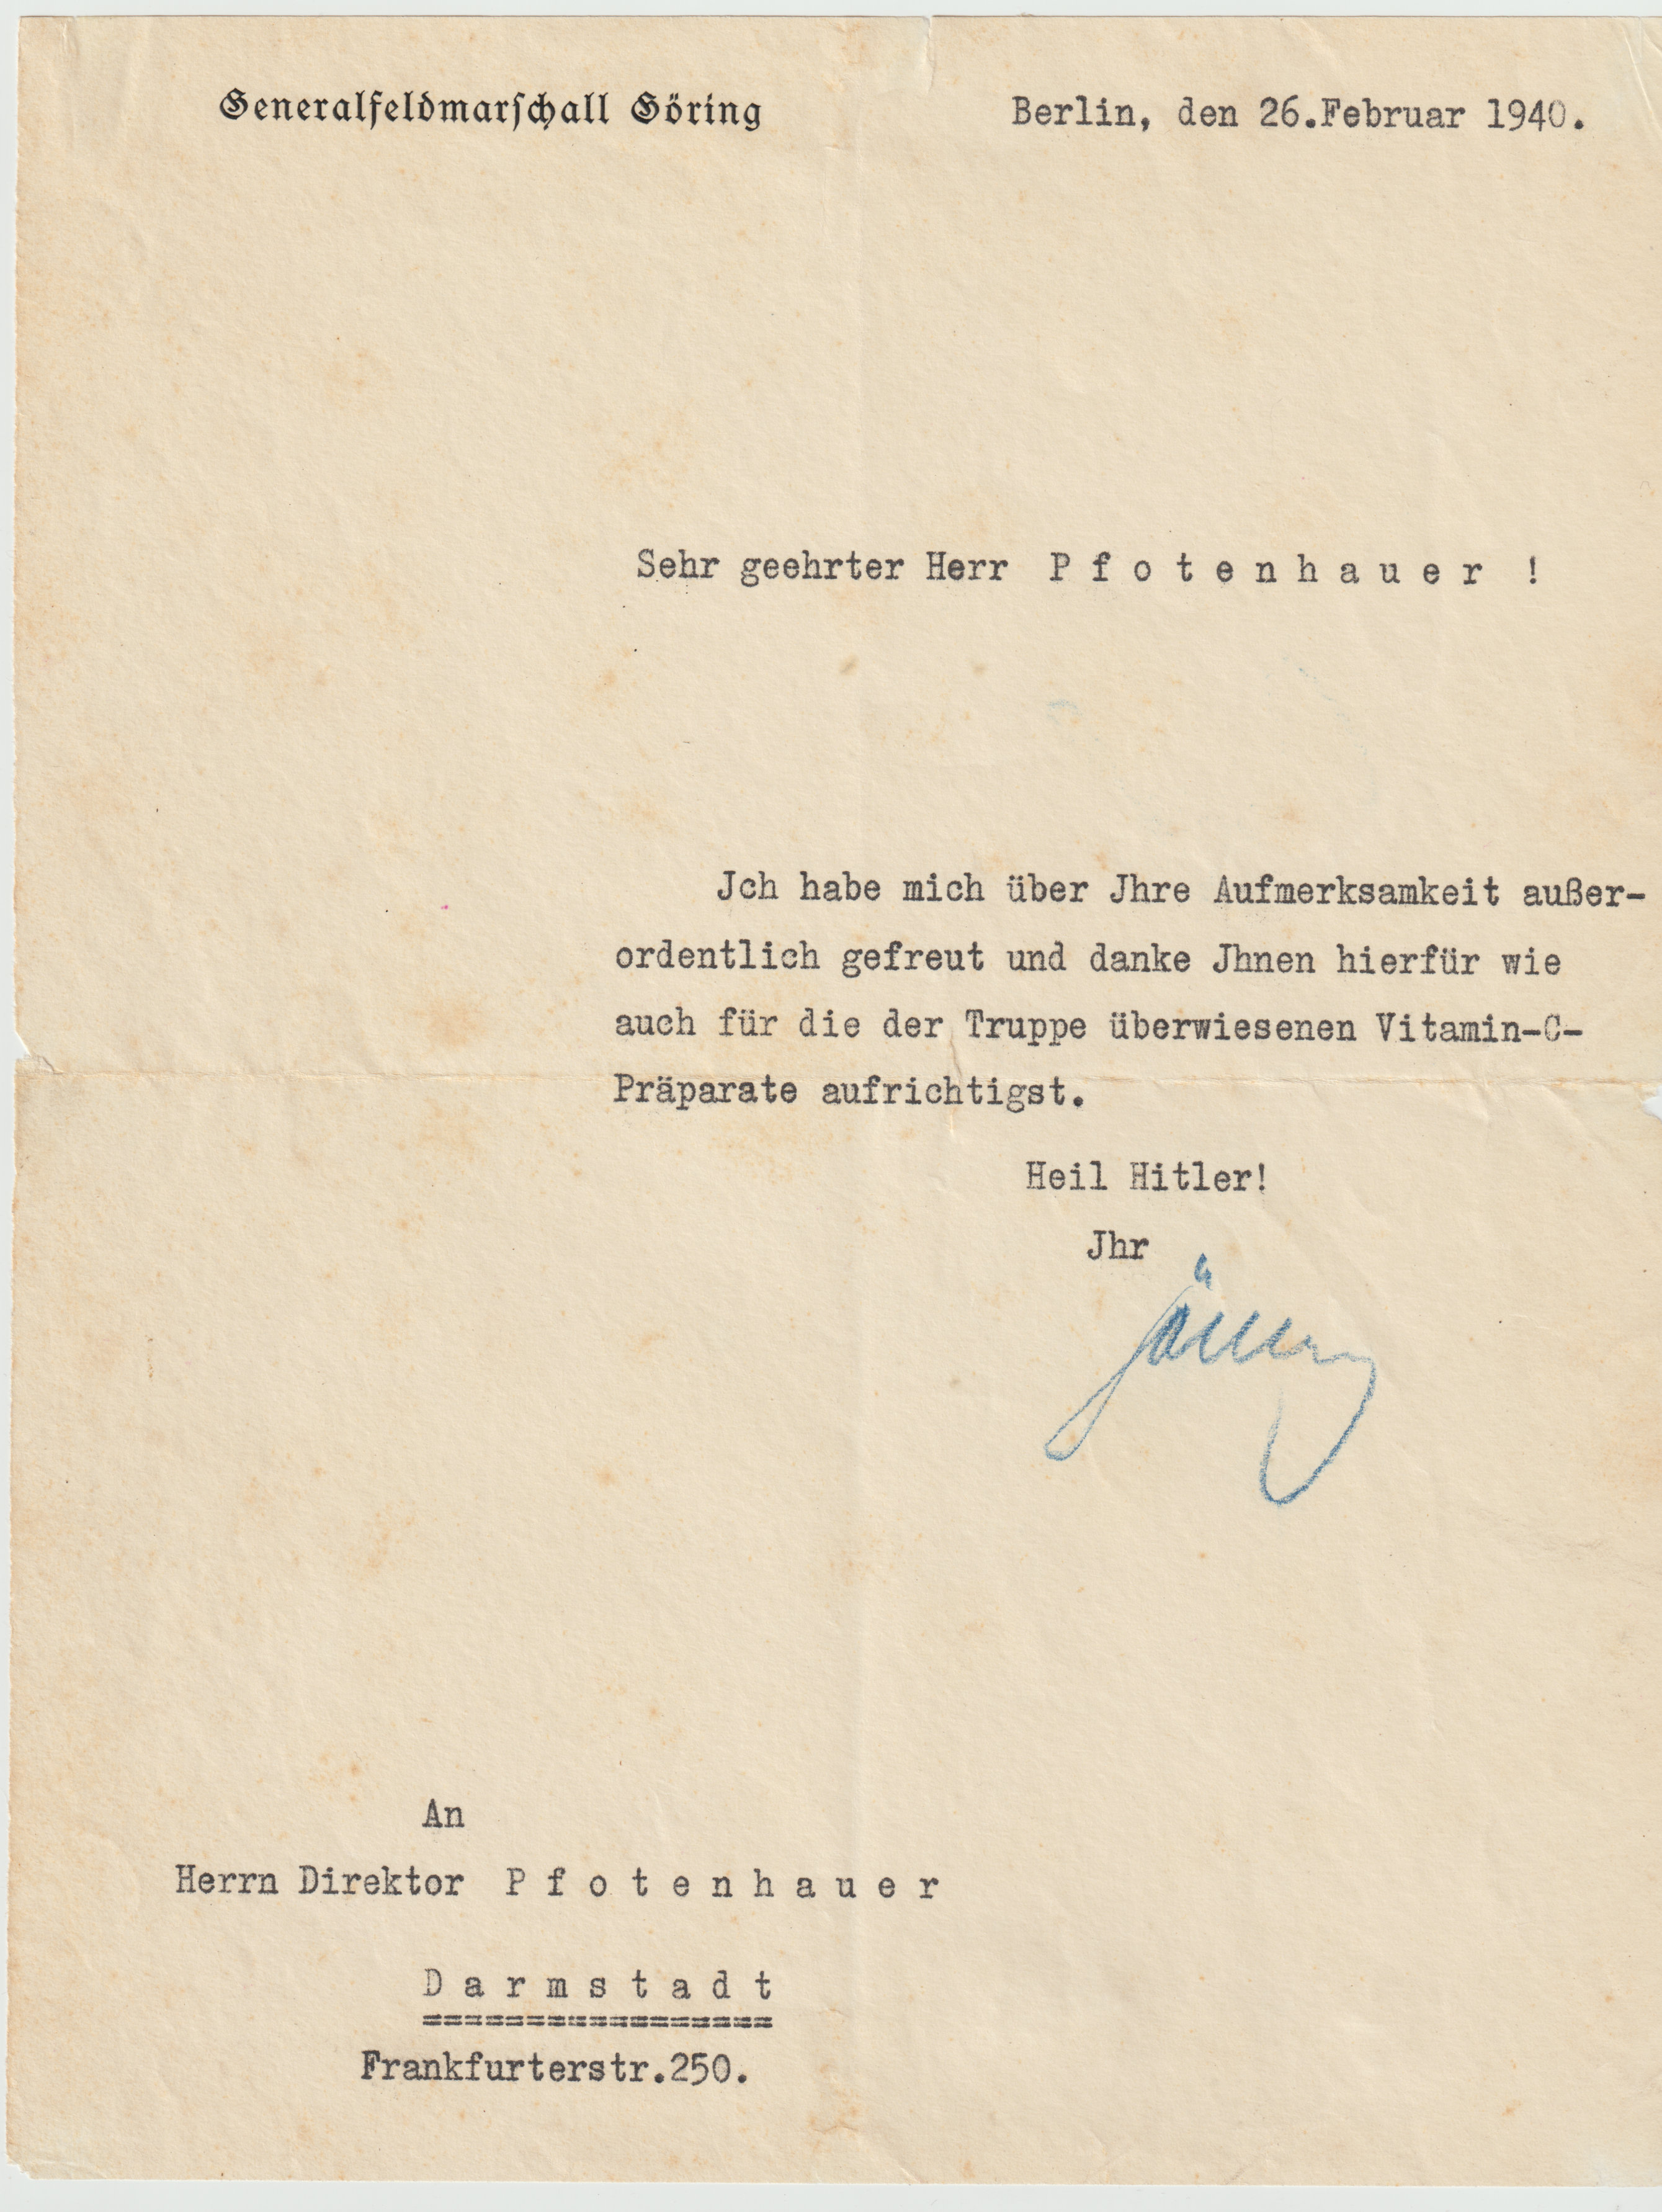 Generalfeldmarschall Göring
Berlin, den 26.Februar 1940.
Sehr geehrter Herr P f o t e n h a u e r !
Jch habe mich über Jhre Aufmerksamkeit außer-
ordentlich gefreut und danke Jhnen hierfür wie
auch für die der Truppe überwiesenen Vitamin-C-
Präparate aufrichtigst.
Heil Hitler!
Jhr
Göring
An
Herrn Direktor P f o t e n h a u e r
D a r m s t a d t
=================
Frankfurterstr.250.